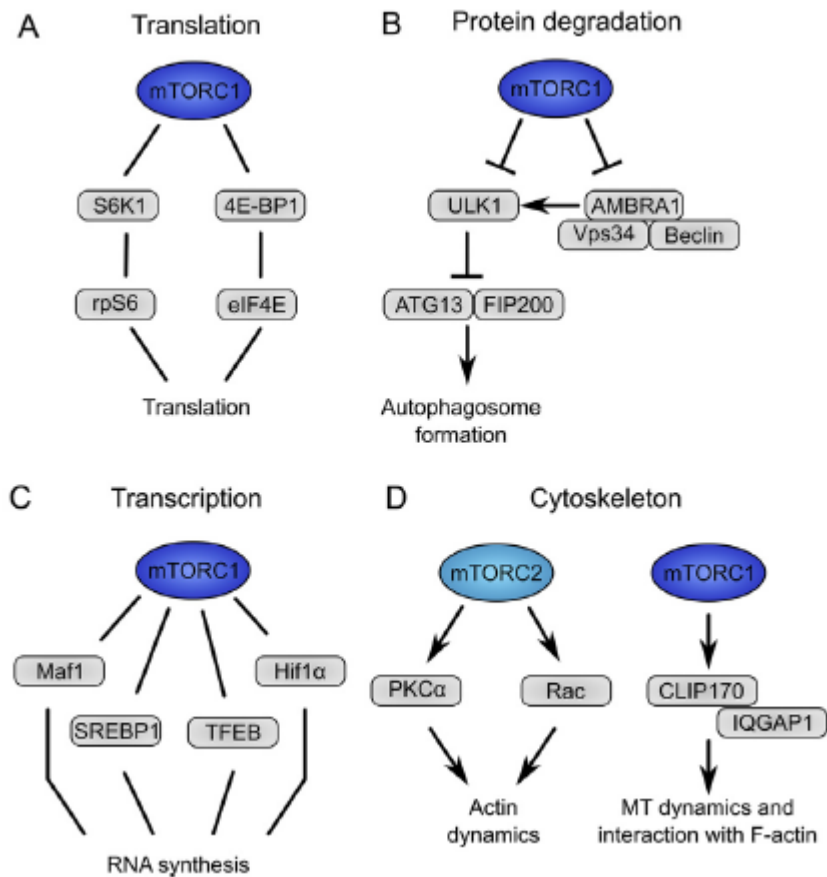 A
Translation
mTORC1
S6K1
4E-BP1
rpS6
eIF4E
Translation
B
Protein degradation
mTORC1
ULK1
AMBRA1
Vps34
Beclin
ATG13
FIP200
Autophagosome
formation
C
Transcription
mTORC1
Maf1
Hif1α
SREBP1
TFEB
RNA synthesis
D
Cytoskeleton
mTORC2
mTORC1
PKCα
Rac
CLIP170
IQGAP1
Actin
dynamics
MT dynamics and
interaction with F-actin